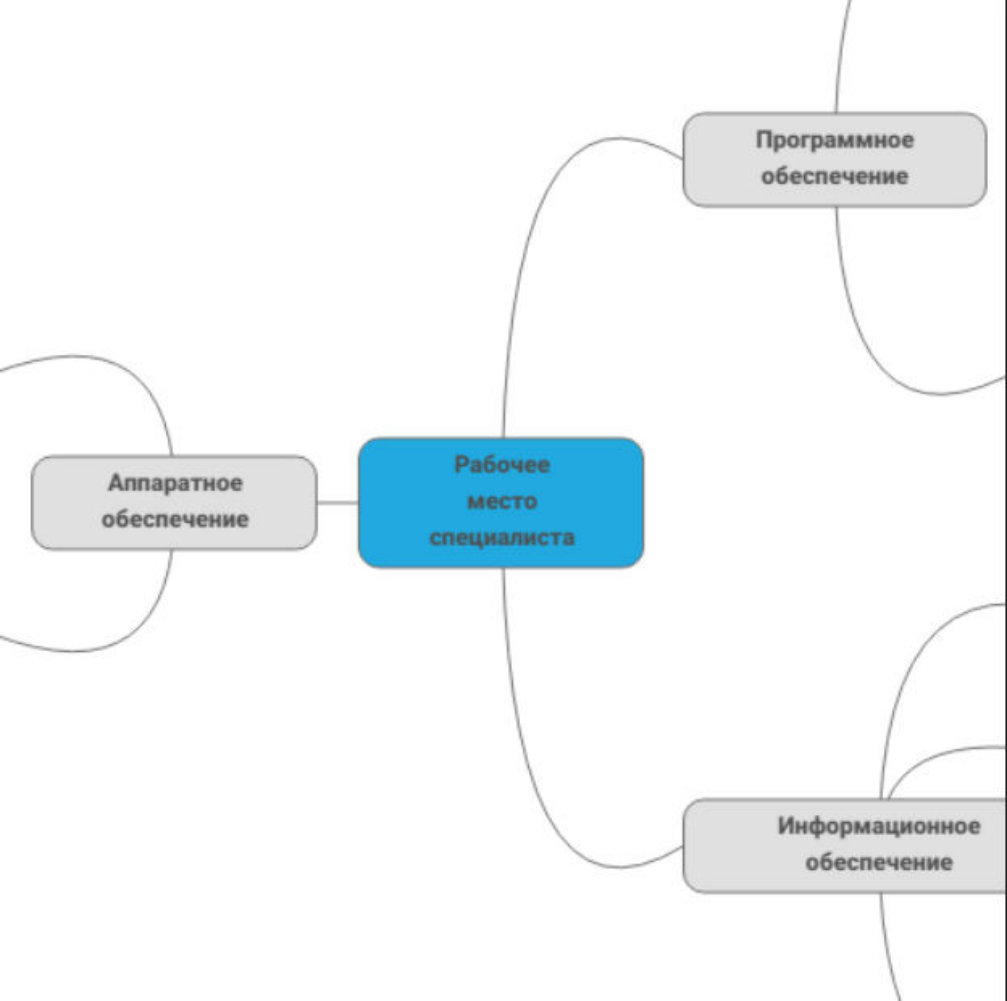 Программное
обеспечение
Аппаратное
обеспечение
Рабочее
место
специалиста
Информационное
обеспечение